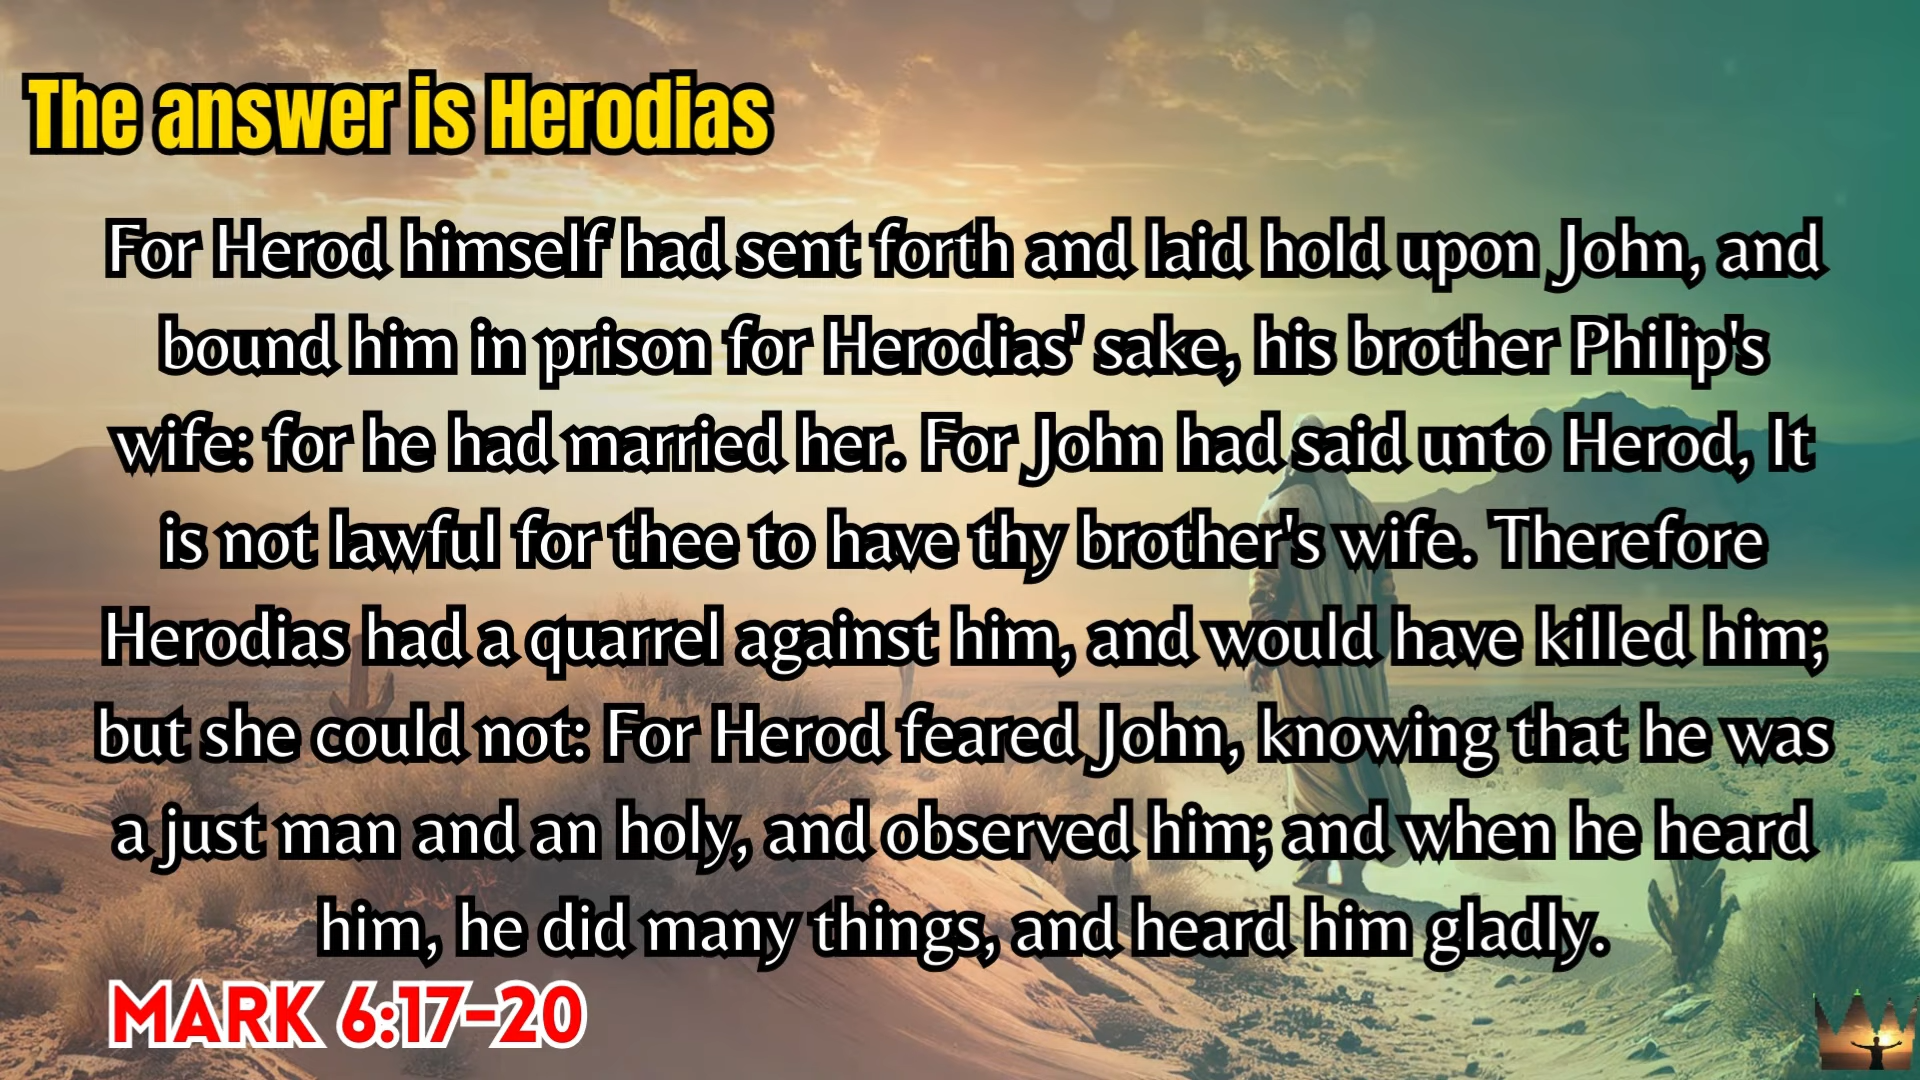 The answer is Herodias
For Herod himself had sent forth and laid hold upon John, and
bound him in prison for Herodias' sake, his brother Philip's
wife: for he had married her. For John had said unto Herod, It
is not lawful for thee to have thy brother's wife. Therefore
Herodias had a quarrel against him, and would have killed him;
but she could not: For Herod feared John, knowing that he was
a just man and an holy, and observed him; and when he heard
him, he did many things, and heard him gladly.
MARK 6:17-20